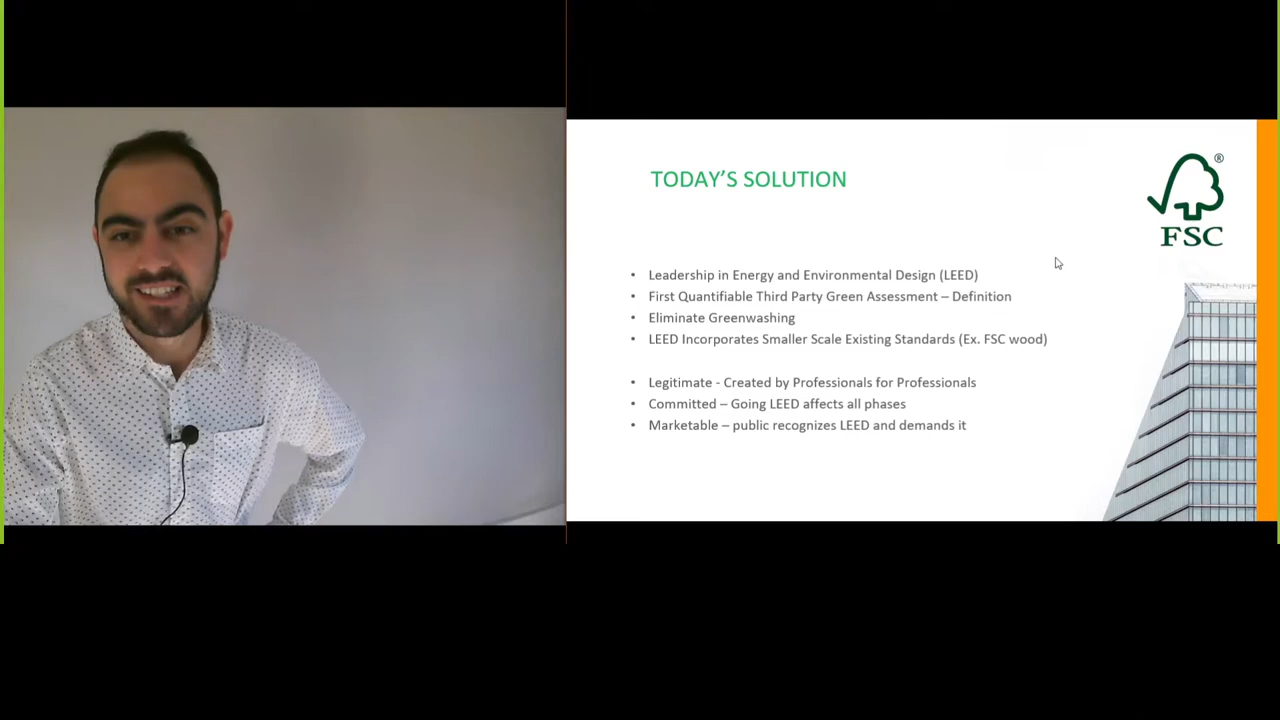 TODAY'S SOLUTION
®
FSC
• Leadership in Energy and Environmental Design (LEED)
• First Quantifiable Third Party Green Assessment – Definition
• Eliminate Greenwashing
• LEED Incorporates Smaller Scale Existing Standards (Ex. FSC wood)
• Legitimate - Created by Professionals for Professionals
• Committed – Going LEED affects all phases
• Marketable – public recognizes LEED and demands it